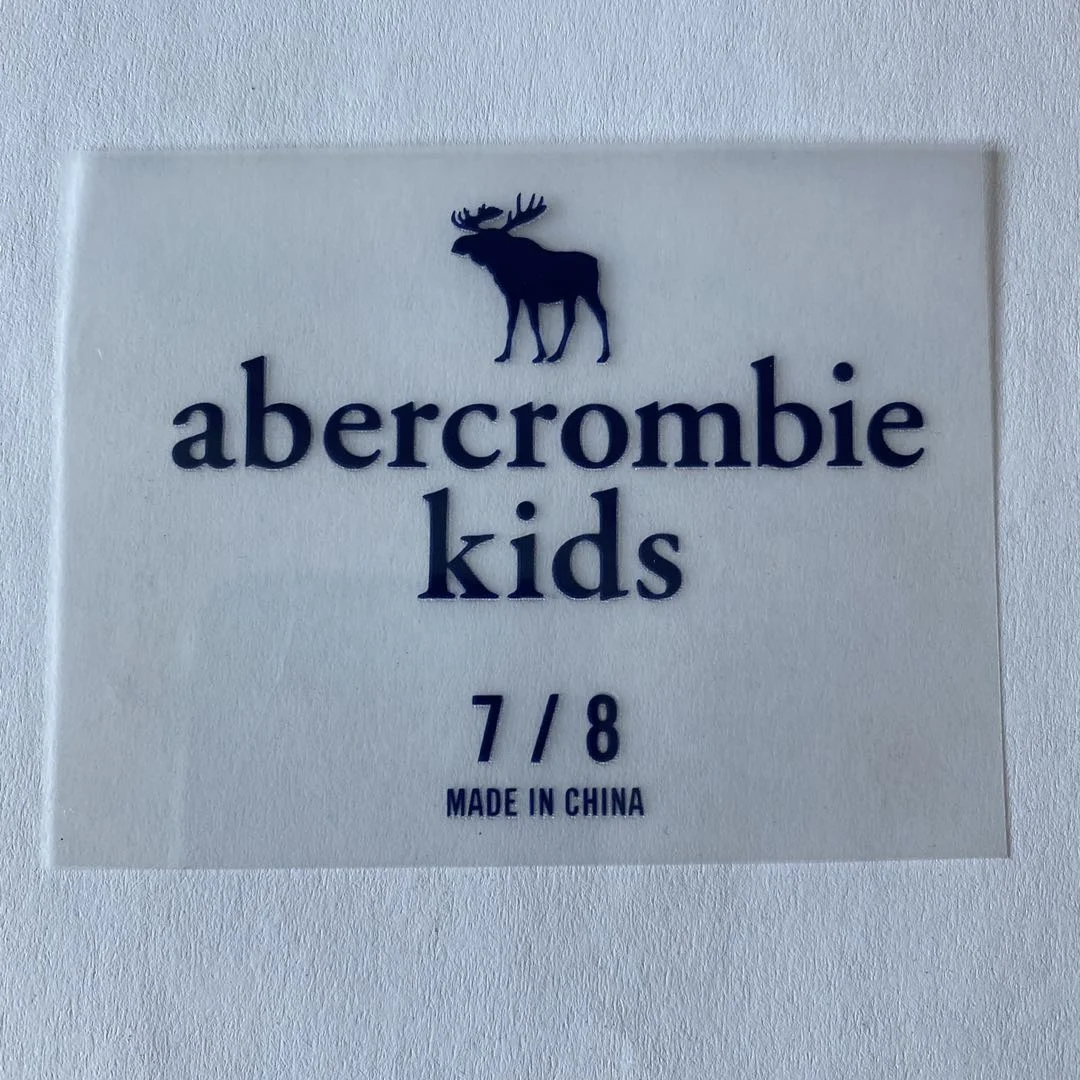 abercrombie
kids
7 / 8
MADE IN CHINA